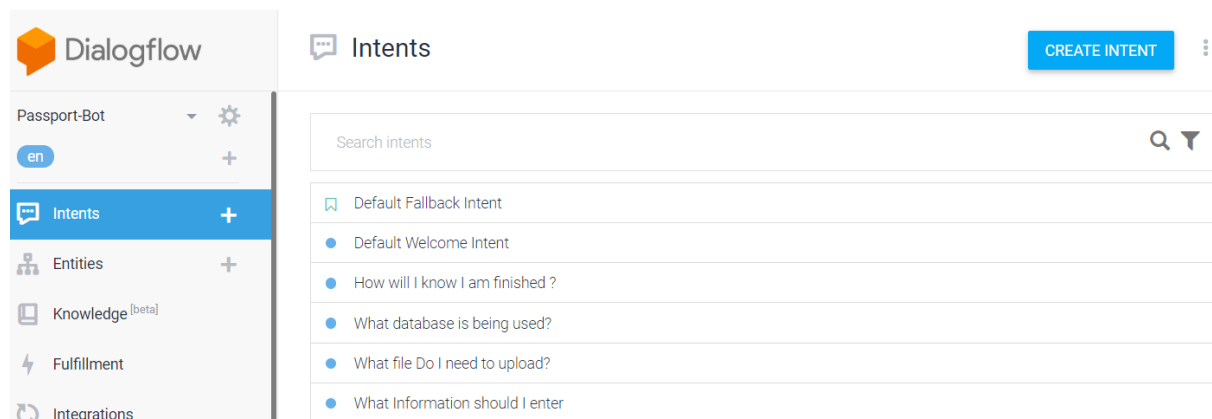 Dialogflow
Passport-Bot
en
Intents
Entities
Knowledge [beta]
Fulfillment
Integrations
Intents
CREATE INTENT
Search intents
Default Fallback Intent
Default Welcome Intent
How will I know I am finished ?
What database is being used?
What file Do I need to upload?
What Information should I enter